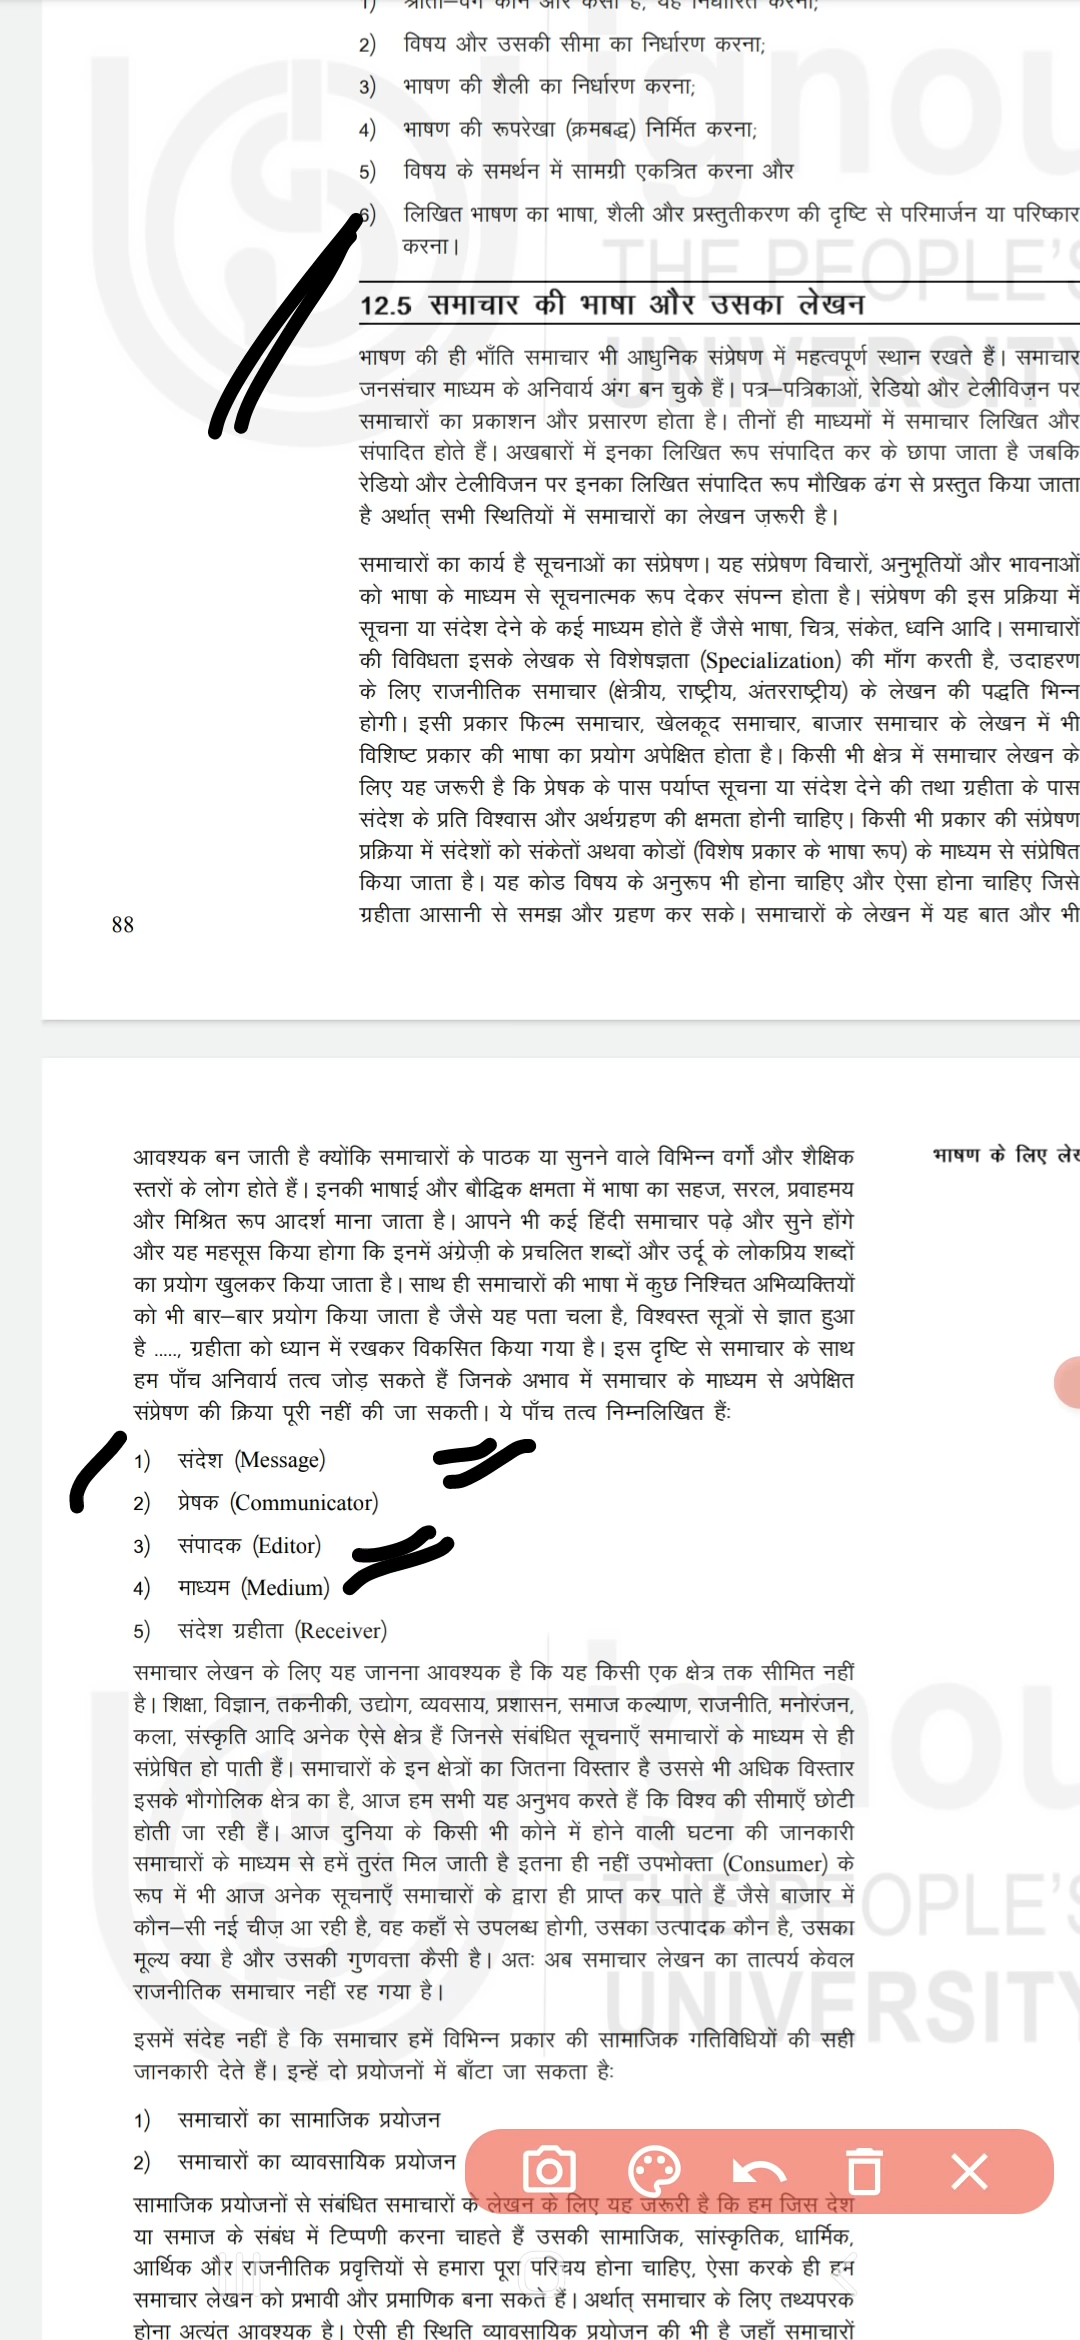 1) श्रोता–वर्ग कौन और कैसा है, यह निर्धारित करना;
2) विषय और उसकी सीमा का निर्धारण करना;
3) भाषण की शैली का निर्धारण करना;
4) भाषण की रूपरेखा (क्रमबद्ध) निर्मित करना;
5) विषय के समर्थन में सामग्री एकत्रित करना और
6) लिखित भाषण का भाषा, शैली और प्रस्तुतीकरण की दृष्टि से परिमार्जन या परिष्कार
करना।
12.5 समाचार की भाषा और उसका लेखन
भाषण की ही भाँति समाचार भी आधुनिक संप्रेषण में महत्वपूर्ण स्थान रखते हैं। समाचार
जनसंचार माध्यम के अनिवार्य अंग बन चुके हैं। पत्र–पत्रिकाओं, रेडियो और टेलीविज़न पर
समाचारों का प्रकाशन और प्रसारण होता है। तीनों ही माध्यमों में समाचार लिखित और
संपादित होते हैं। अखबारों में इनका लिखित रूप संपादित कर के छापा जाता है जबकि
रेडियो और टेलीविजन पर इनका लिखित संपादित रूप मौखिक ढंग से प्रस्तुत किया जाता
है अर्थात् सभी स्थितियों में समाचारों का लेखन ज़रूरी है।
समाचारों का कार्य है सूचनाओं का संप्रेषण। यह संप्रेषण विचारों, अनुभूतियों और भावनाओं
को भाषा के माध्यम से सूचनात्मक रूप देकर संपन्न होता है। संप्रेषण की इस प्रक्रिया में
सूचना या संदेश देने के कई माध्यम होते हैं जैसे भाषा, चित्र, संकेत, ध्वनि आदि। समाचारों
की विविधता इसके लेखक से विशेषज्ञता (Specialization) की माँग करती है, उदाहरण
के लिए राजनीतिक समाचार (क्षेत्रीय, राष्ट्रीय, अंतरराष्ट्रीय) के लेखन की पद्धति भिन्न
होगी। इसी प्रकार फिल्म समाचार, खेलकूद समाचार, बाजार समाचार के लेखन में भी
विशिष्ट प्रकार की भाषा का प्रयोग अपेक्षित होता है। किसी भी क्षेत्र में समाचार लेखन के
लिए यह जरूरी है कि प्रेषक के पास पर्याप्त सूचना या संदेश देने की तथा ग्रहीता के पास
संदेश के प्रति विश्वास और अर्थग्रहण की क्षमता होनी चाहिए। किसी भी प्रकार की संप्रेषण
प्रक्रिया में संदेशों को संकेतों अथवा कोडों (विशेष प्रकार के भाषा रूप) के माध्यम से संप्रेषित
किया जाता है। यह कोड विषय के अनुरूप भी होना चाहिए और ऐसा होना चाहिए जिसे
ग्रहीता आसानी से समझ और ग्रहण कर सके। समाचारों के लेखन में यह बात और भी
88
भाषण के लिए
आवश्यक बन जाती है क्योंकि समाचारों के पाठक या सुनने वाले विभिन्न वर्गों और शैक्षिक
स्तरों के लोग होते हैं। इनकी भाषाई और बौद्धिक क्षमता में भाषा का सहज, सरल, प्रवाहमय
और मिश्रित रूप आदर्श माना जाता है। आपने भी कई हिंदी समाचार पढ़े और सुने होंगे
और यह महसूस किया होगा कि इनमें अंग्रेज़ी के प्रचलित शब्दों और उर्दू के लोकप्रिय शब्दों
का प्रयोग खुलकर किया जाता है। साथ ही समाचारों की भाषा में कुछ निश्चित अभिव्यक्तियों
को भी बार–बार प्रयोग किया जाता है जैसे यह पता चला है, विश्वस्त सूत्रों से ज्ञात हुआ
है ....., ग्रहीता को ध्यान में रखकर विकसित किया गया है। इस दृष्टि से समाचार के साथ
हम पाँच अनिवार्य तत्व जोड़ सकते हैं जिनके अभाव में समाचार के माध्यम से अपेक्षित
संप्रेषण की क्रिया पूरी नहीं की जा सकती। ये पाँच तत्व निम्नलिखित हैं:
1) संदेश (Message)
2) प्रेषक (Communicator)
3) संपादक (Editor)
4) माध्यम (Medium)
5) संदेश ग्रहीता (Receiver)
समाचार लेखन के लिए यह जानना आवश्यक है कि यह किसी एक क्षेत्र तक सीमित नहीं
है। शिक्षा, विज्ञान, तकनीकी, उद्योग, व्यवसाय, प्रशासन, समाज कल्याण, राजनीति, मनोरंजन,
कला, संस्कृति आदि अनेक ऐसे क्षेत्र हैं जिनसे संबंधित सूचनाएँ समाचारों के माध्यम से ही
संप्रेषित हो पाती हैं। समाचारों के इन क्षेत्रों का जितना विस्तार है उससे भी अधिक विस्तार
इसके भौगोलिक क्षेत्र का है, आज हम सभी यह अनुभव करते हैं कि विश्व की सीमाएँ छोटी
होती जा रही हैं। आज दुनिया के किसी भी कोने में होने वाली घटना की जानकारी
समाचारों के माध्यम से हमें तुरंत मिल जाती है इतना ही नहीं उपभोक्ता (Consumer) के
रूप में भी आज अनेक सूचनाएँ समाचारों के द्वारा ही प्राप्त कर पाते हैं जैसे बाजार में
कौन–सी नई चीज़ आ रही है, वह कहाँ से उपलब्ध होगी, उसका उत्पादक कौन है, उसका
मूल्य क्या है और उसकी गुणवत्ता कैसी है। अतः अब समाचार लेखन का तात्पर्य केवल
राजनीतिक समाचार नहीं रह गया है।
इसमें संदेह नहीं है कि समाचार हमें विभिन्न प्रकार की सामाजिक गतिविधियों की सही
जानकारी देते हैं। इन्हें दो प्रयोजनों में बाँटा जा सकता है:
1) समाचारों का सामाजिक प्रयोजन
2) समाचारों का व्यावसायिक प्रयोजन
सामाजिक प्रयोजनों से संबंधित समाचारों के लेखन के लिए यह जरूरी है कि हम जिस देश
या समाज के संबंध में टिप्पणी करना चाहते हैं उसकी सामाजिक, सांस्कृतिक, धार्मिक,
आर्थिक और राजनीतिक प्रवृत्तियों से हमारा पूरा परिचय होना चाहिए, ऐसा करके ही हम
समाचार लेखन को प्रभावी और प्रमाणिक बना सकते हैं। अर्थात् समाचार के लिए तथ्यपरक
होना अत्यंत आवश्यक है। ऐसी ही स्थिति व्यावसायिक प्रयोजन की भी है जहाँ समाचारों